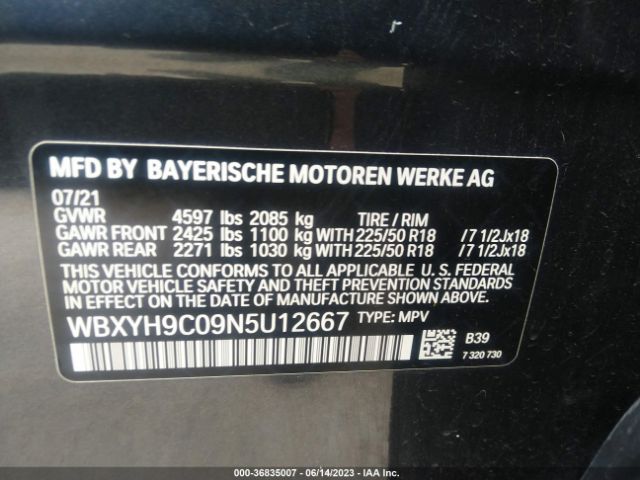 MFD BY BAYERISCHE MOTOREN WERKE AG
07/21
GVWR 4597 lbs 2085 kg TIRE / RIM
GAWR FRONT 2425 lbs 1100 kg WITH 225/50 R18 /7 1/2Jx18
GAWR REAR 2271 lbs 1030 kg WITH 225/50 R18 /7 1/2Jx18
THIS VEHICLE CONFORMS TO ALL APPLICABLE U. S. FEDERAL
MOTOR VEHICLE SAFETY, BUMPER, AND THEFT PREVENTION
STANDARDS IN EFFECT ON THE DATE OF MANUFACTURE SHOWN ABOVE.
WBXYH9C09N5U12667 TYPE: MPV
B39
7 320 730
000-36835007 - 06/14/2023 - IAAI.COM